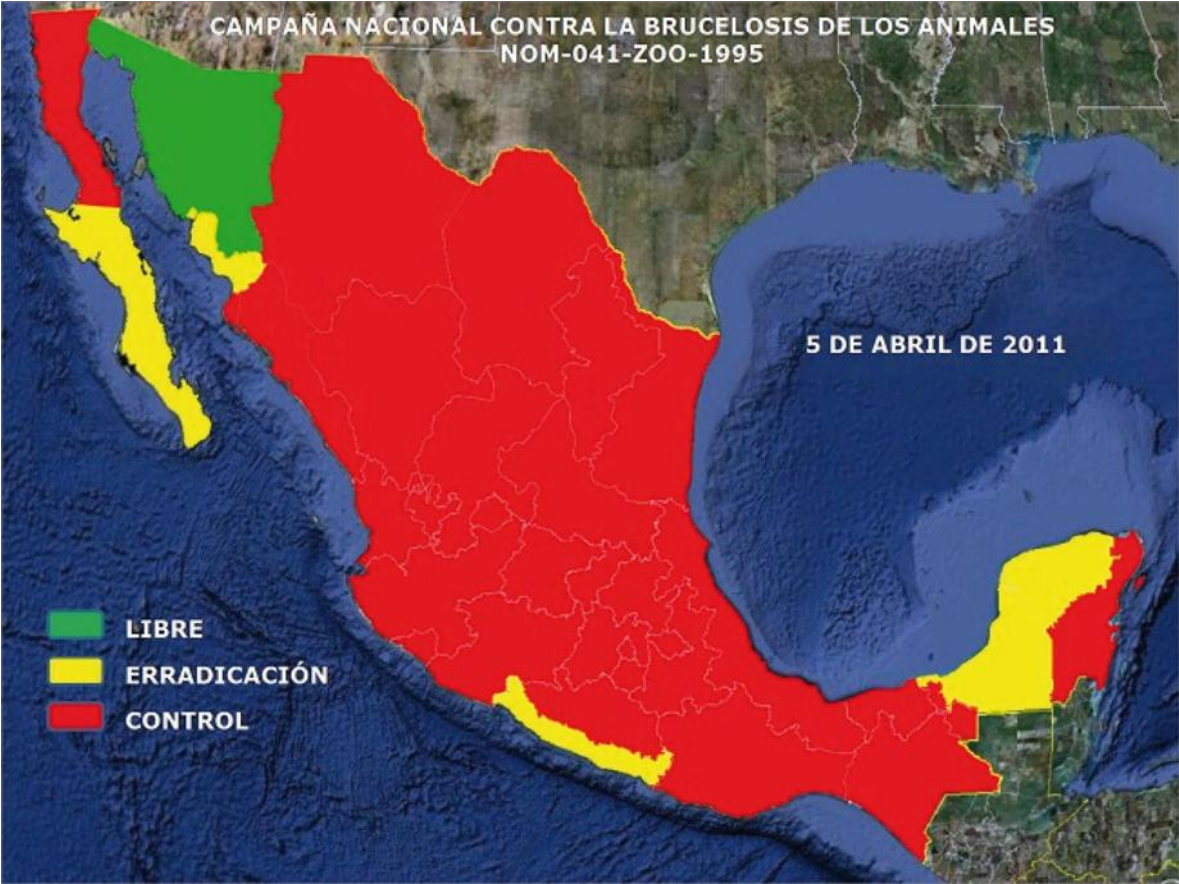 CAMPAÑA NACIONAL CONTRA LA BRUCELOSIS DE LOS ANIMALES
NOM-041-ZOO-1995
5 DE ABRIL DE 2011
LIBRE
ERRADICACIÓN
CONTROL